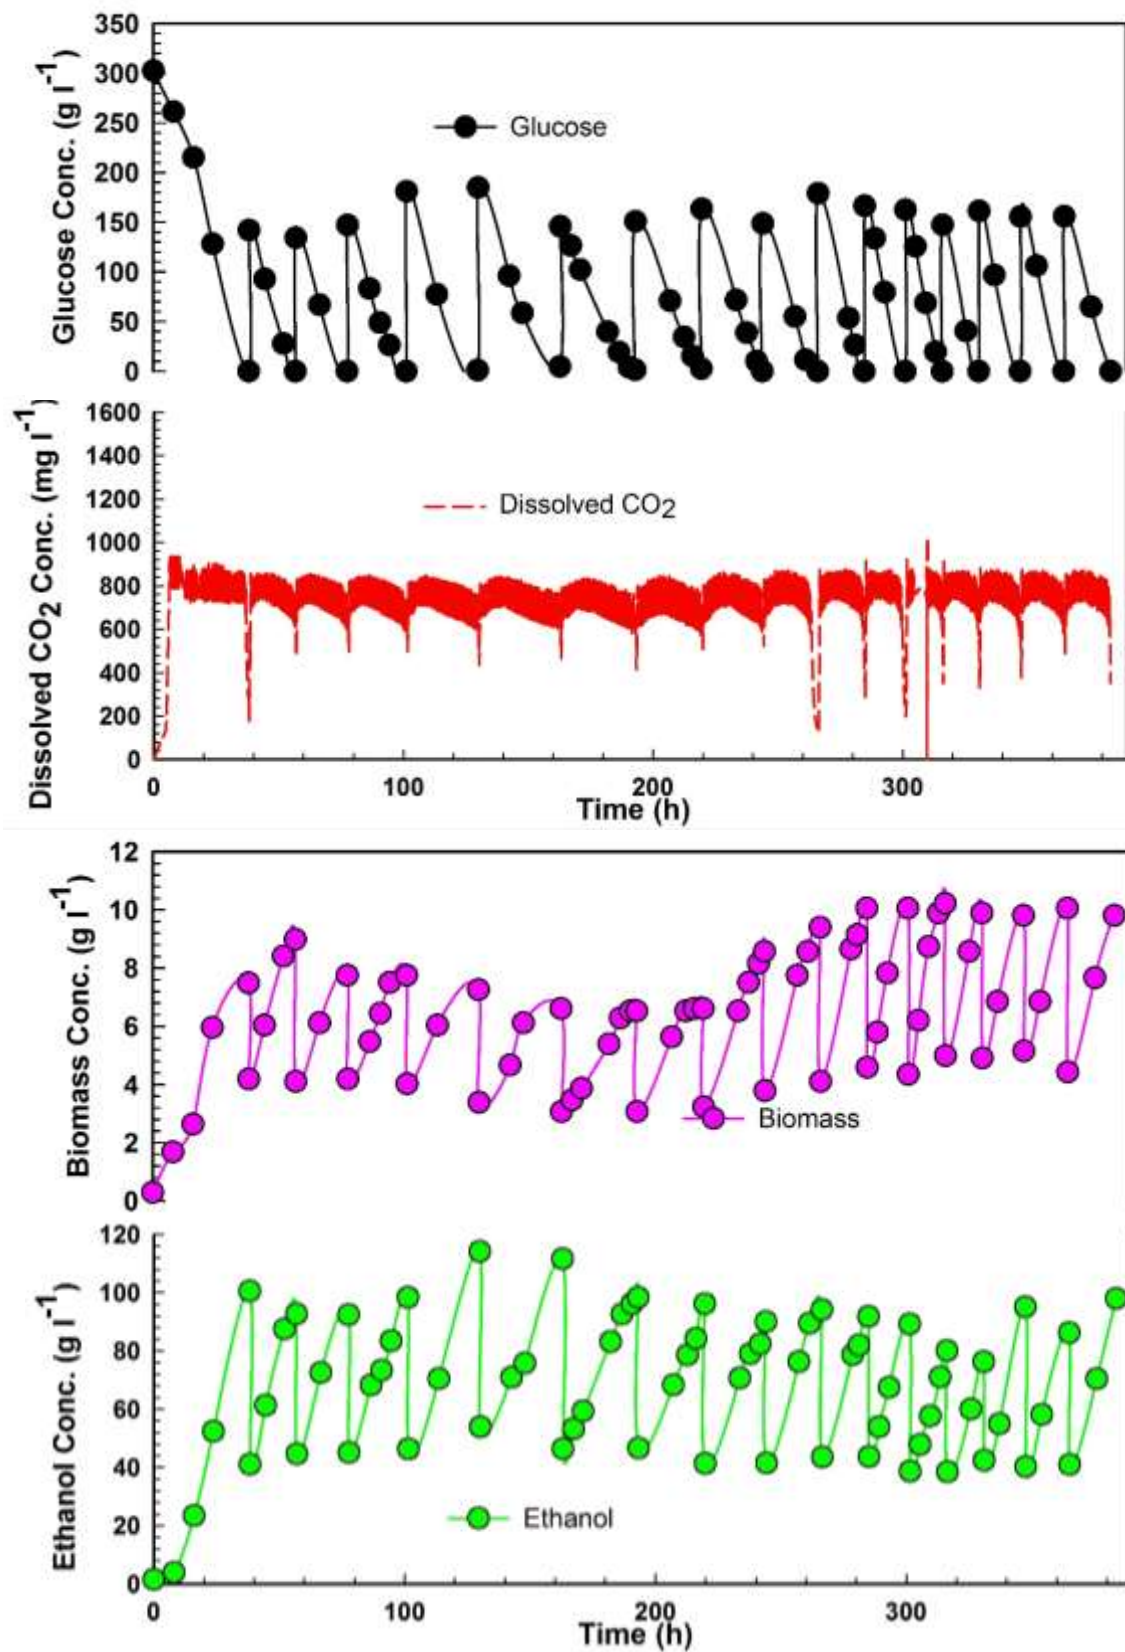 350
300
250
200
150
100
50
0
Glucose Conc. (g l⁻¹)
Glucose
1600
1400
1200
1000
800
600
400
200
0
Dissolved CO₂ Conc. (mg l⁻¹)
Dissolved CO₂
0 100 200 300
Time (h)
12
10
8
6
4
2
0
Biomass Conc. (g l⁻¹)
Biomass
120
100
80
60
40
20
0
Ethanol Conc. (g l⁻¹)
Ethanol
0 100 200 300
Time (h)